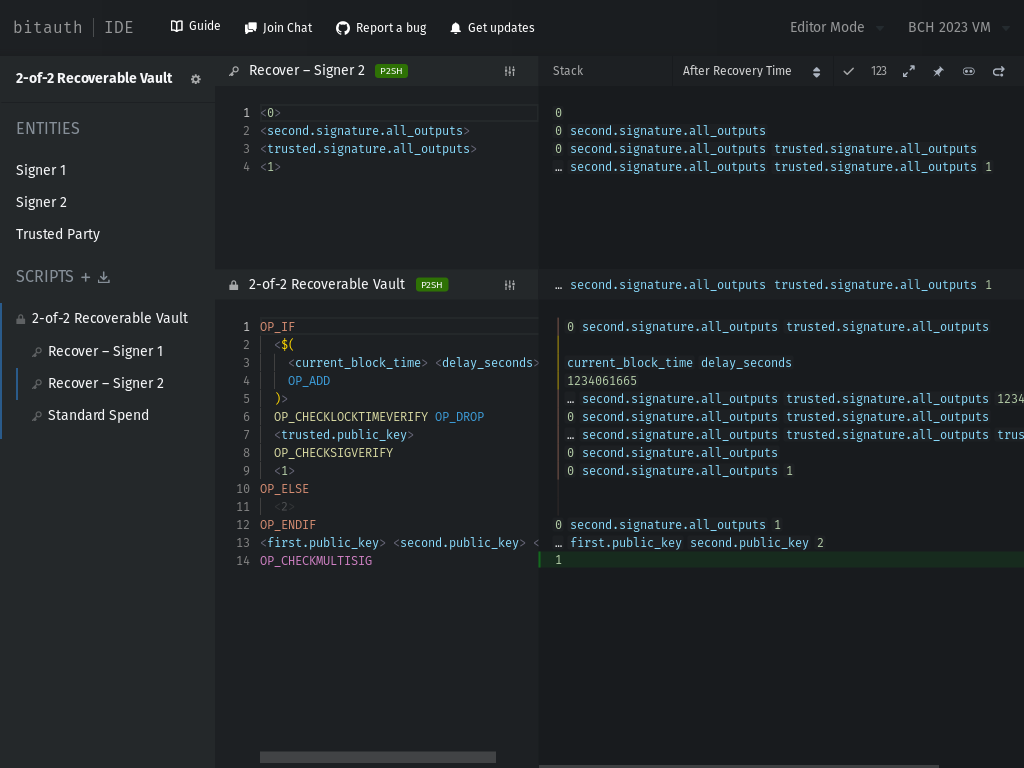 bitauth | IDE
Guide
Join Chat
Report a bug
Get updates
Editor Mode
BCH 2023 VM
2-of-2 Recoverable Vault
ENTITIES
Signer 1
Signer 2
Trusted Party
SCRIPTS +
2-of-2 Recoverable Vault
Recover – Signer 1
Recover – Signer 2
Standard Spend
Recover – Signer 2 P2SH
1 <0>
2 <second.signature.all_outputs>
3 <trusted.signature.all_outputs>
4 <1>
Stack
After Recovery Time
123
0
0 second.signature.all_outputs
0 second.signature.all_outputs trusted.signature.all_outputs
… second.signature.all_outputs trusted.signature.all_outputs 1
2-of-2 Recoverable Vault P2SH
1 OP_IF
2 <$(
3 <current_block_time> <delay_seconds>
4 OP_ADD
5 )>
6 OP_CHECKLOCKTIMEVERIFY OP_DROP
7 <trusted.public_key>
8 OP_CHECKSIGVERIFY
9 <1>
10 OP_ELSE
11 <2>
12 OP_ENDIF
13 <first.public_key> <second.public_key> <
14 OP_CHECKMULTISIG
… second.signature.all_outputs trusted.signature.all_outputs 1
0 second.signature.all_outputs trusted.signature.all_outputs
current_block_time delay_seconds
1234061665
… second.signature.all_outputs trusted.signature.all_outputs 1234
0 second.signature.all_outputs trusted.signature.all_outputs
… second.signature.all_outputs trusted.signature.all_outputs trus
0 second.signature.all_outputs
0 second.signature.all_outputs 1
0 second.signature.all_outputs 1
… first.public_key second.public_key 2
1